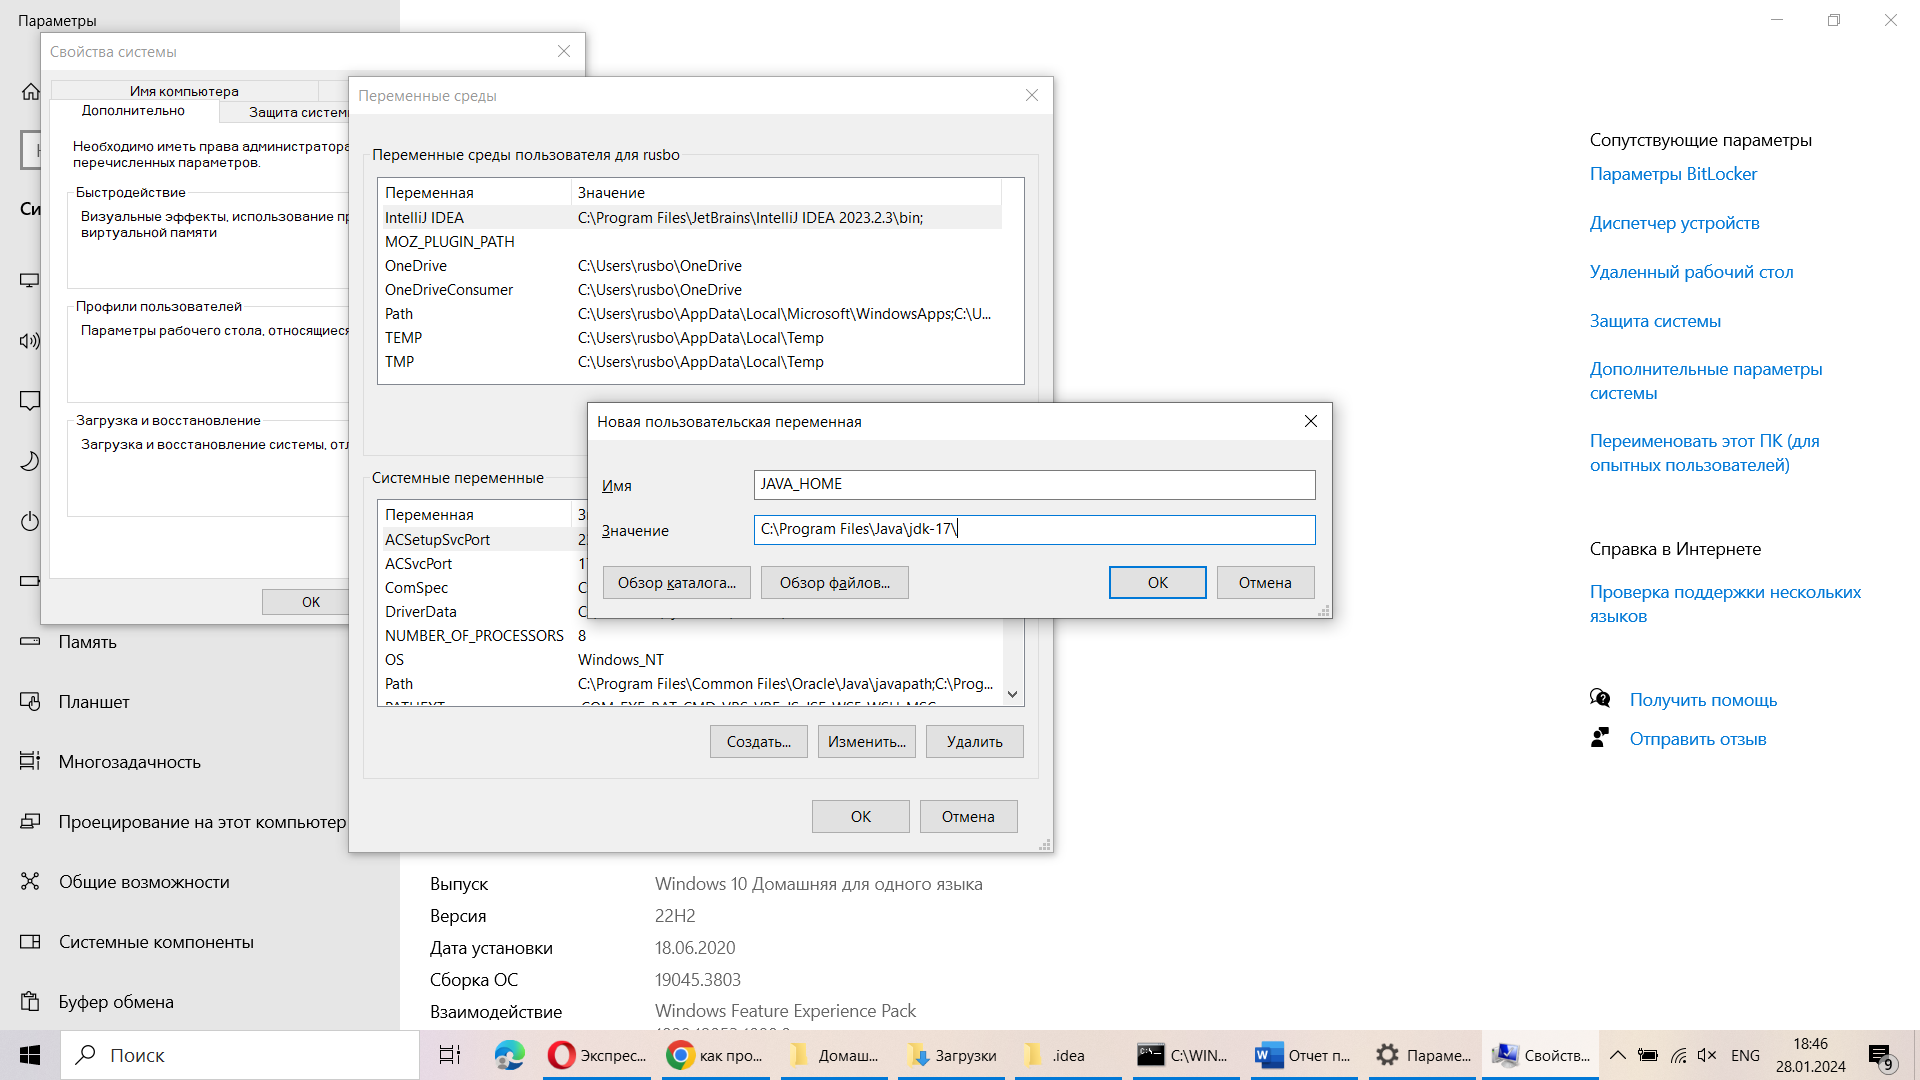 Параметры
Свойства системы
Имя компьютера
Дополнительно
Защита систем
Необходимо иметь права администратора
перечисленных параметров.
Быстродействие
Визуальные эффекты, использование пр
виртуальной памяти
Профили пользователей
Параметры рабочего стола, относящиеся
Загрузка и восстановление
Загрузка и восстановление системы, отл
OK
Си
Переменные среды
Переменные среды пользователя для rusbo
Переменная Значение
IntelliJ IDEA C:\Program Files\JetBrains\IntelliJ IDEA 2023.2.3\bin;
MOZ_PLUGIN_PATH
OneDrive C:\Users\rusbo\OneDrive
OneDriveConsumer C:\Users\rusbo\OneDrive
Path C:\Users\rusbo\AppData\Local\Microsoft\WindowsApps;C:\U...
TEMP C:\Users\rusbo\AppData\Local\Temp
TMP C:\Users\rusbo\AppData\Local\Temp
Новая пользовательская переменная
Имя JAVA_HOME
Значение C:\Program Files\Java\jdk-17\
Обзор каталога... Обзор файлов... OK Отмена
Системные переменные
Переменная З
ACSetupSvcPort 2
ACSvcPort 1
ComSpec C
DriverData C
NUMBER_OF_PROCESSORS 8
OS Windows_NT
Path C:\Program Files\Common Files\Oracle\Java\javapath;C:\Prog...
Создать... Изменить... Удалить
OK Отмена
Память
Планшет
Многозадачность
Проецирование на этот компьютер
Общие возможности
Системные компоненты
Буфер обмена
Выпуск Windows 10 Домашняя для одного языка
Версия 22H2
Дата установки 18.06.2020
Сборка ОС 19045.3803
Взаимодействие Windows Feature Experience Pack
Сопутствующие параметры
Параметры BitLocker
Диспетчер устройств
Удаленный рабочий стол
Защита системы
Дополнительные параметры
системы
Переименовать этот ПК (для
опытных пользователей)
Справка в Интернете
Проверка поддержки нескольких
языков
Получить помощь
Отправить отзыв
Поиск
Экспрес...
как про...
Домаш...
Загрузки
.idea
C:\WIN...
Отчет п...
Параме...
Свойств...
ENG
18:46
28.01.2024
9